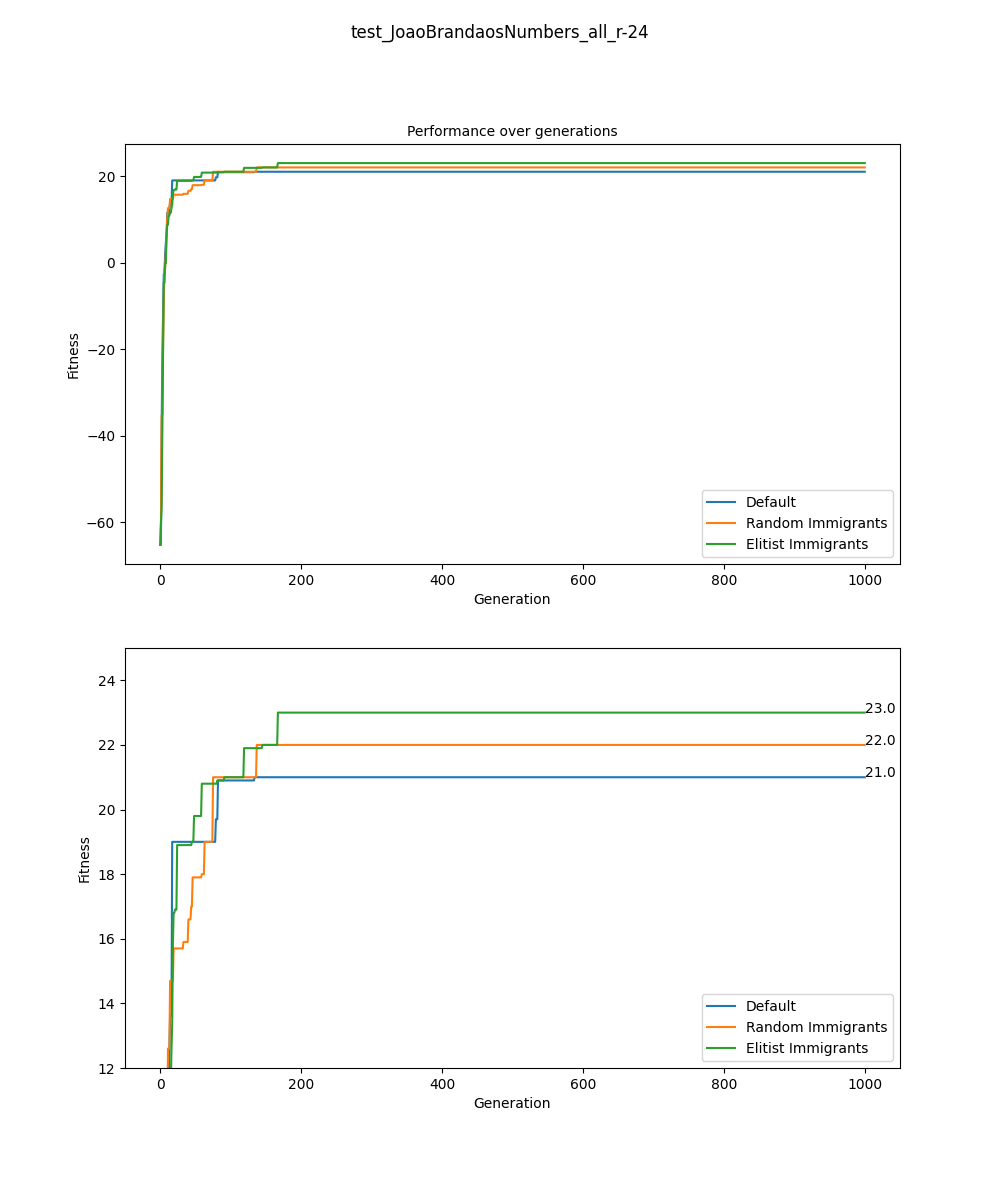 test_JoaoBrandaosNumbers_all_r-24
Performance over generations
20
0
−20
−40
−60
Fitness
0 200 400 600 800 1000
Generation
Default
Random Immigrants
Elitist Immigrants
24
22
20
18
16
14
12
Fitness
23.0
22.0
21.0
0 200 400 600 800 1000
Generation
Default
Random Immigrants
Elitist Immigrants